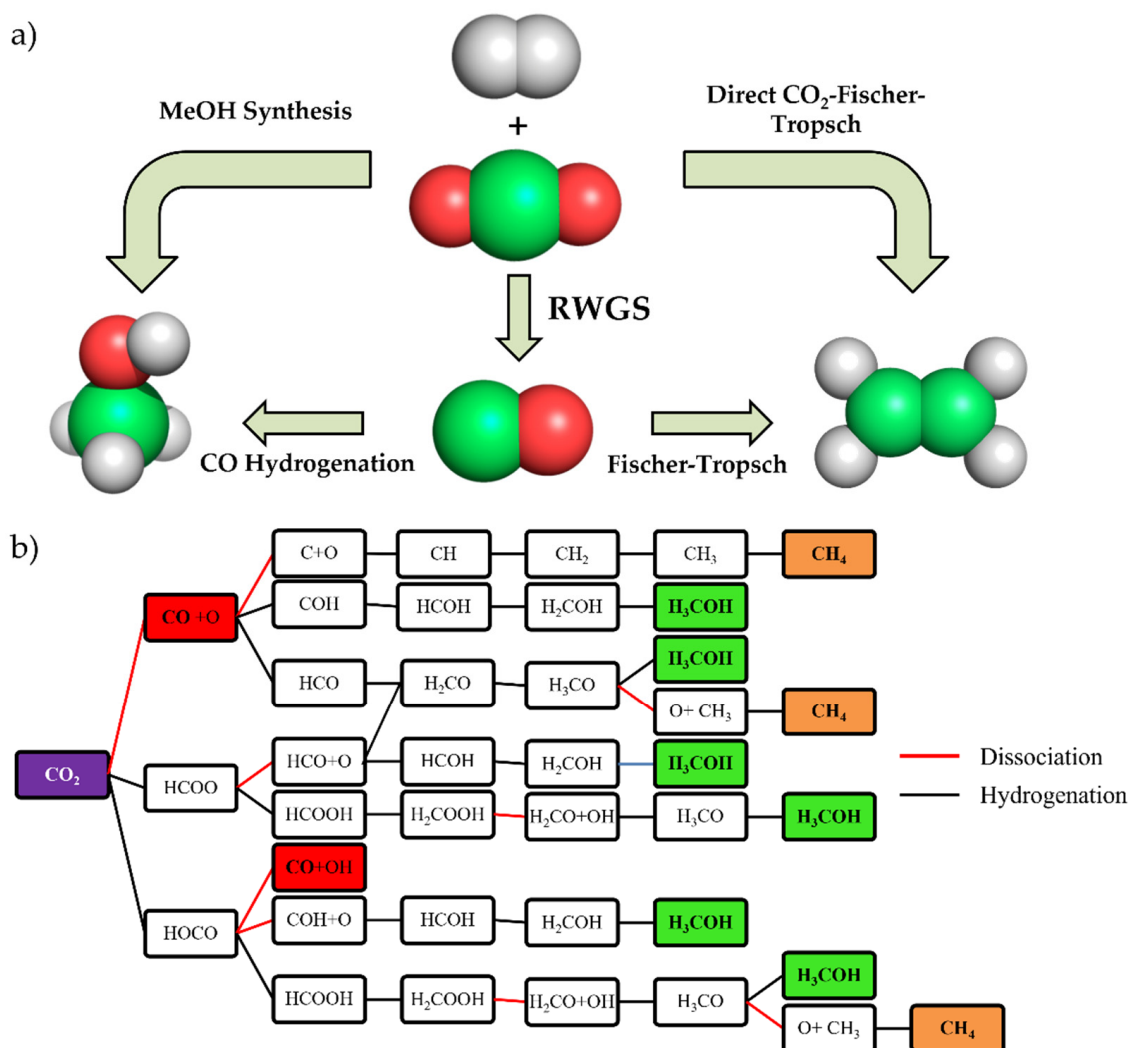 a)
MeOH Synthesis
+
Direct CO₂-Fischer-
Tropsch
RWGS
CO Hydrogenation
Fischer-Tropsch
b)
C+O
CH
CH₂
CH₃
CH₄
CO +O
COH
HCOH
H₂COH
H₃COH
HCO
H₂CO
H₃CO
H₃COH
O+ CH₃
CH₄
CO₂
HCOO
HCO+O
HCOH
H₂COH
H₃COH
HCOOH
H₂COOH
H₂CO+OH
H₃CO
H₃COH
HOCO
CO+OH
COH+O
HCOH
H₂COH
H₃COH
HCOOH
H₂COOH
H₂CO+OH
H₃CO
H₃COH
O+ CH₃
CH₄
Dissociation
Hydrogenation